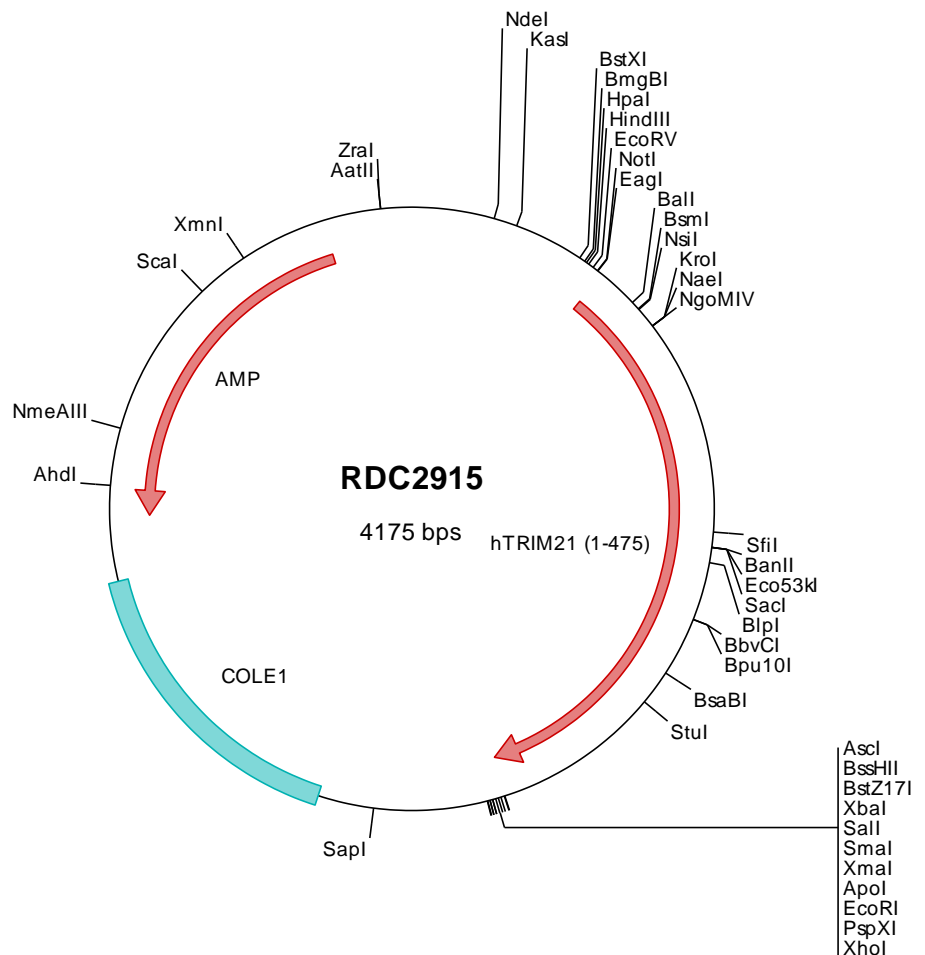 NdeI
KasI
BstXI
BmgBI
HpaI
HindIII
EcoRV
NotI
EagI
BalI
BsmI
NsiI
KroI
NaeI
NgoMIV
ZraI
AatII
XmnI
ScaI
NmeAIII
AhdI
AMP
RDC2915
4175 bps
hTRIM21 (1-475)
COLE1
SfiI
BanII
Eco53kI
SacI
BlpI
BbvCI
Bpu10I
BsaBI
StuI
SapI
AscI
BssHII
BstZ17I
XbaI
SalI
SmaI
XmaI
ApoI
EcoRI
PspXI
XhoI